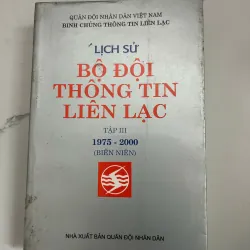 QUÂN ĐỘI NHÂN DÂN VIỆT NAM
BINH CHỦNG THÔNG TIN LIÊN LẠC
LỊCH SỬ
BỘ ĐỘI
THÔNG TIN
LIÊN LẠC
TẬP III
1975 - 2000
(BIÊN NIÊN)
NHÀ XUẤT BẢN QUÂN ĐỘI NHÂN DÂN